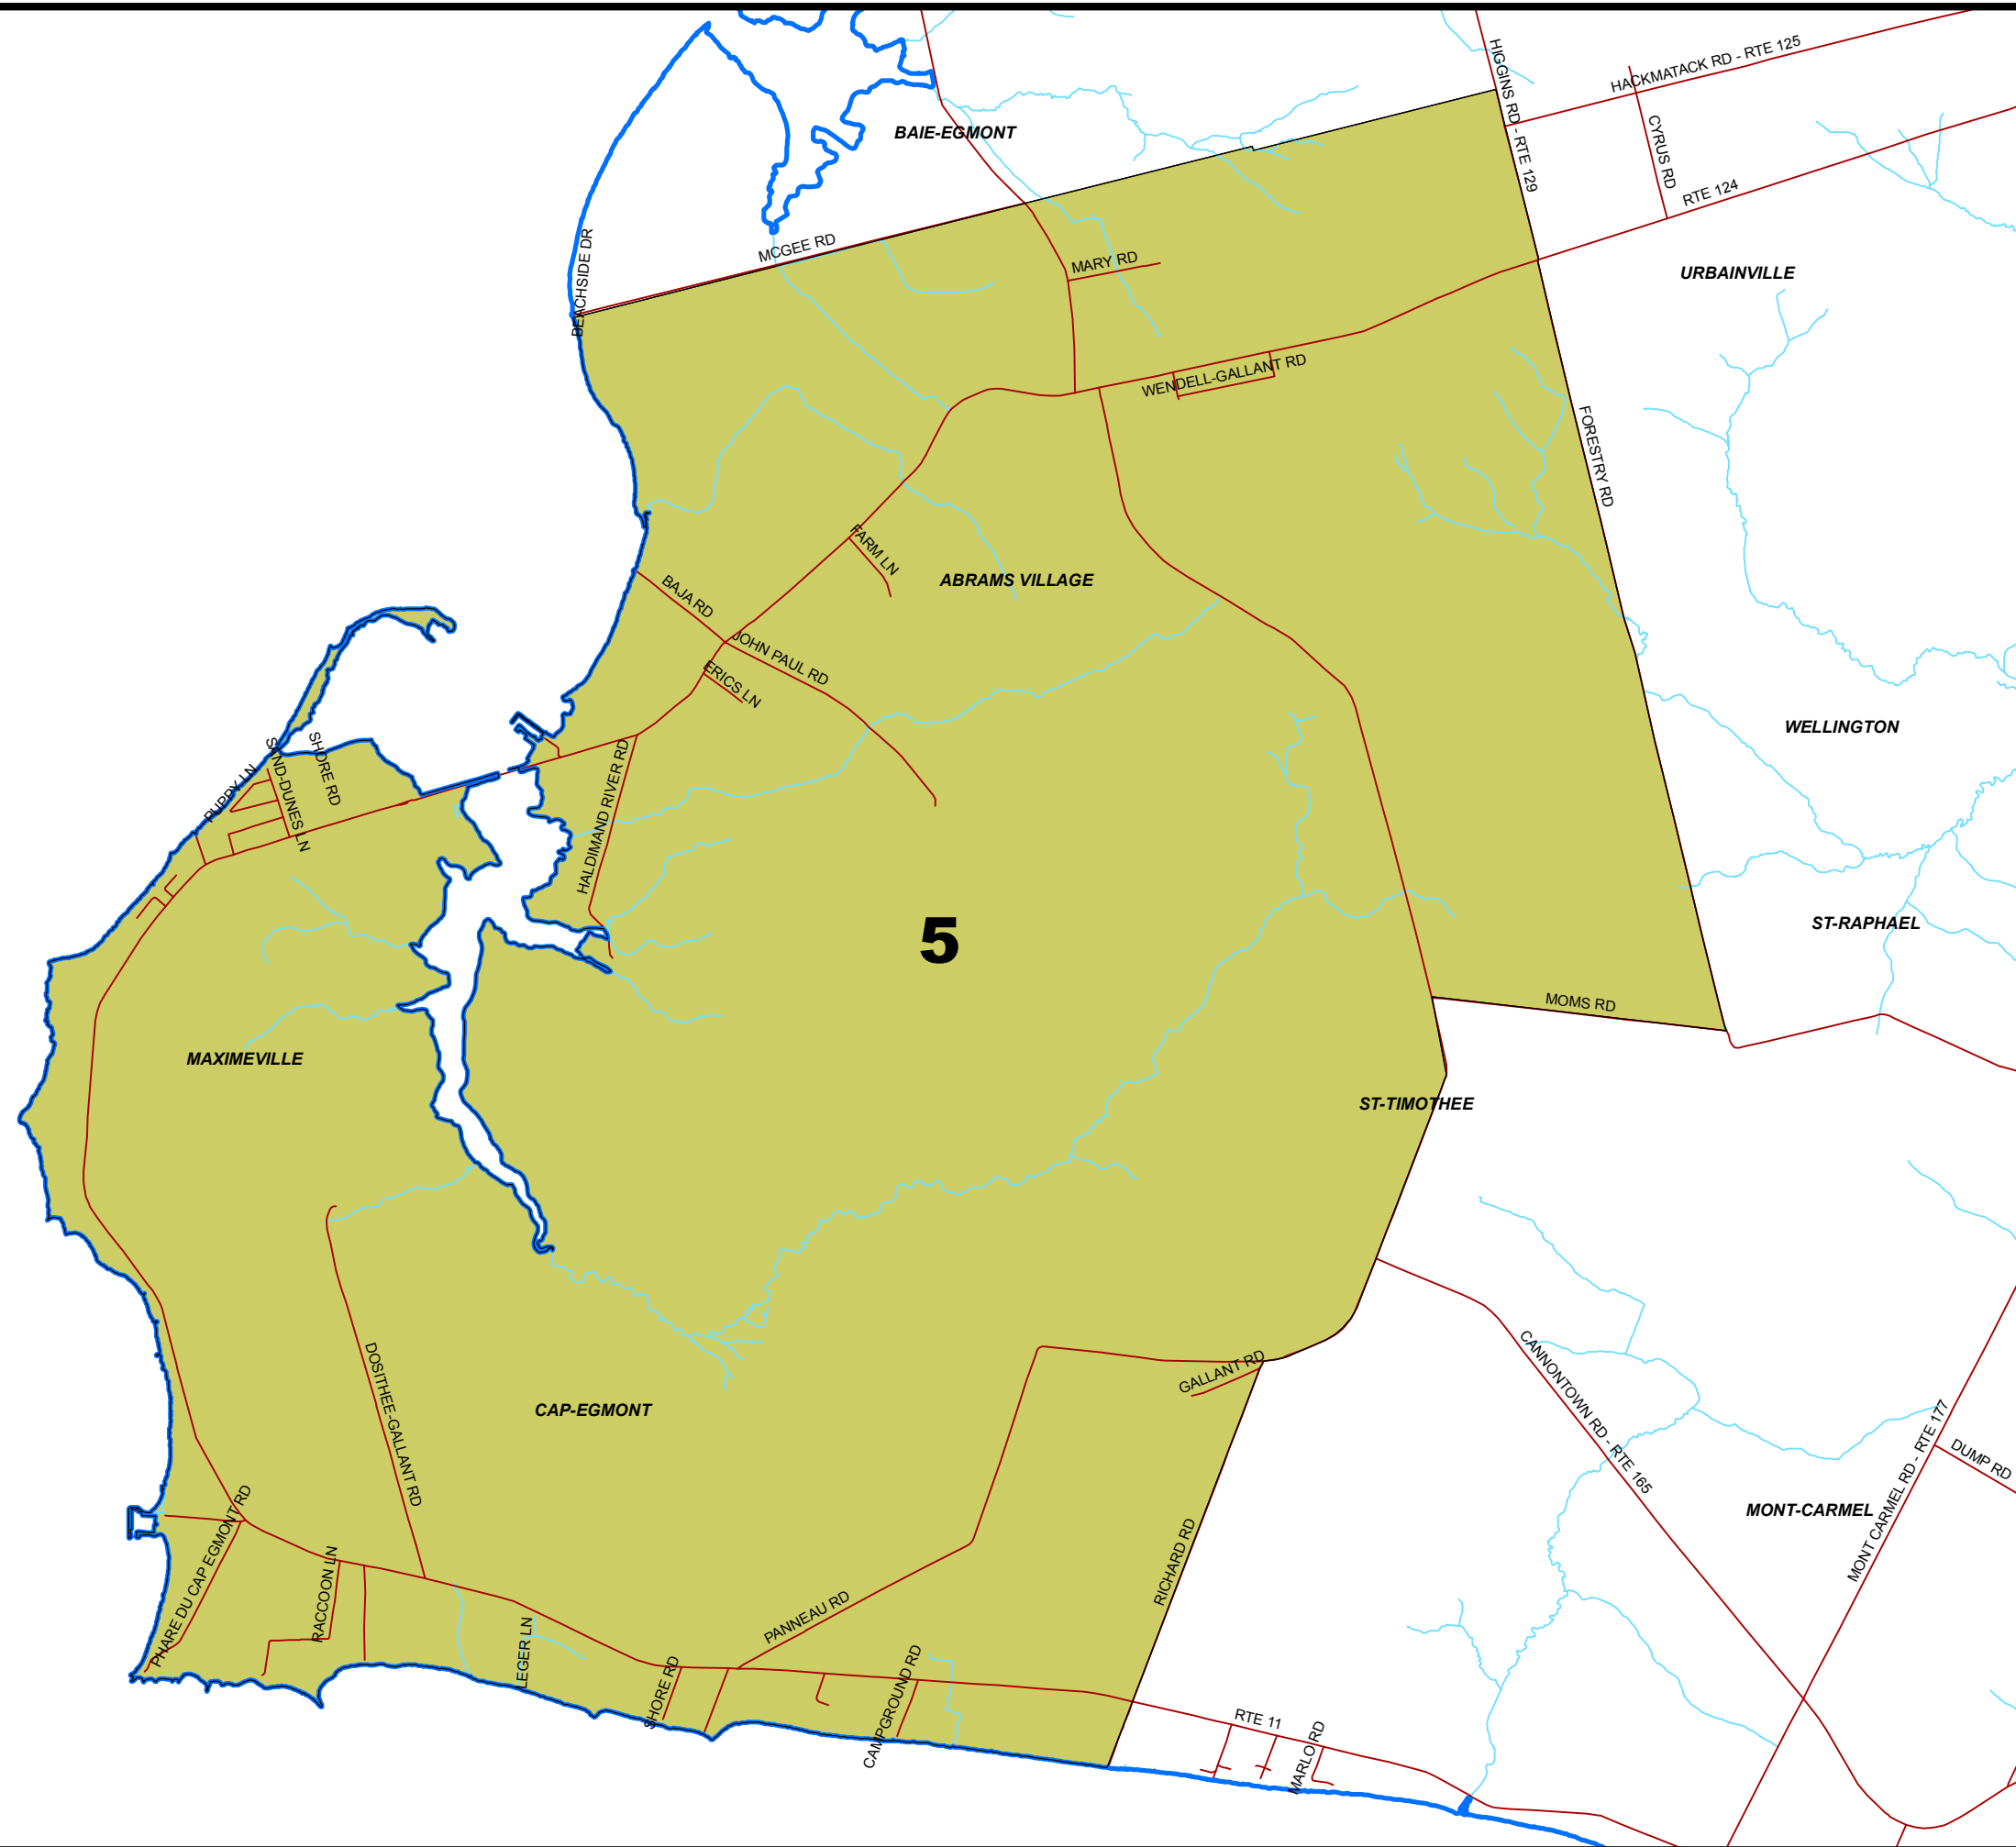 HIGGINS RD - RTE 129
HACKMATACK RD - RTE 125
CYRUS RD
RTE 124
BAIE-EGMONT
BEACHSIDE DR
MCGEE RD
MARY RD
URBAINVILLE
WENDELL-GALLANT RD
FORESTRY RD
FARM LN
ABRAMS VILLAGE
BAJA RD
JOHN PAUL RD
ERICS LN
WELLINGTON
SHORE RD
SAND-DUNES LN
PUPPY LN
HALDIMAND RIVER RD
5
ST-RAPHAEL
MOMS RD
MAXIMEVILLE
ST-TIMOTHEE
GALLANT RD
CANNONTOWN RD - RTE 165
DOSITHEE-GALLANT RD
CAP-EGMONT
MONT CARMEL RD - RTE 177
DUMP RD
MONT-CARMEL
PHARE DU CAP EGMONT RD
RACCOON LN
RICHARD RD
PANNEAU RD
LEGER LN
SHORE RD
CAMPGROUND RD
RTE 11
MARLO RD